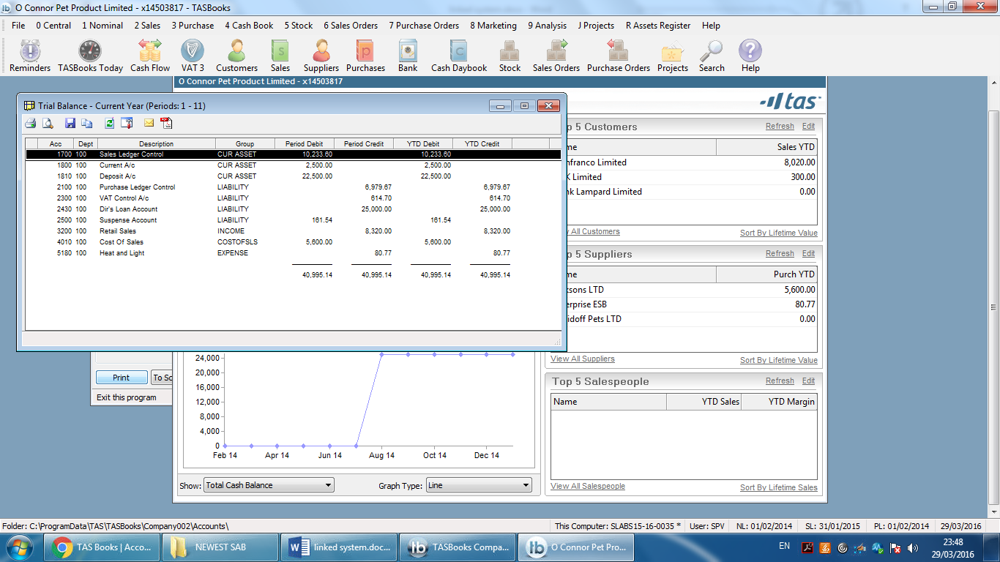 O Connor Pet Product Limited - x14503817 - TASBooks
File 0 Central 1 Nominal 2 Sales 3 Purchase 4 Cash Book 5 Stock 6 Sales Orders 7 Purchase Orders 8 Marketing 9 Analysis J Projects R Assets Register Help
Reminders TASBooks Today Cash Flow VAT 3 Customers Sales Suppliers Purchases Bank Cash Daybook Stock Sales Orders Purchase Orders Projects Search Help
O Connor Pet Product Limited - x14503817
tas
Trial Balance - Current Year (Periods: 1 - 11)
Acc Dept Description Group Period Debit Period Credit YTD Debit YTD Credit
1700 100 Sales Ledger Control CUR ASSET 10,233.60 10,233.60
1800 100 Current A/c CUR ASSET 2,500.00 2,500.00
1810 100 Deposit A/c CUR ASSET 22,500.00 22,500.00
2100 100 Purchase Ledger Control LIABILITY 6,979.67 6,979.67
2300 100 VAT Control A/c LIABILITY 614.70 614.70
2430 100 Dir's Loan Account LIABILITY 25,000.00 25,000.00
2500 100 Suspense Account LIABILITY 161.54 161.54
3200 100 Retail Sales INCOME 8,320.00 8,320.00
4010 100 Cost Of Sales COSTOFSLS 5,600.00 5,600.00
5180 100 Heat and Light EXPENSE 80.77 80.77
40,995.14 40,995.14 40,995.14 40,995.14
p 5 Customers Refresh Edit
me Sales YTD
nfranco Limited 8,020.00
K Limited 300.00
nk Lampard Limited 0.00
All Customers Sort By Lifetime Value
p 5 Suppliers Refresh Edit
me Purch YTD
sons LTD 5,600.00
erprise ESB 80.77
idoff Pets LTD 0.00
View All Suppliers Sort By Lifetime Value
Top 5 Salespeople Refresh Edit
Name YTD Sales YTD Margin
View All Salespeople Sort By Lifetime Sales
Print To Sc
Exit this program
24,000
20,000
16,000
12,000
8,000
4,000
0
Feb 14 Apr 14 Jun 14 Aug 14 Oct 14 Dec 14
Show: Total Cash Balance Graph Type: Line
Folder: C:\ProgramData\TAS\TASBooks\Company002\Accounts\ This Computer: SLABS15-16-0035 * User: SPV NL: 01/02/2014 SL: 31/01/2015 PL: 01/02/2014 29/03/2016
TAS Books | Acco... NEWEST SAB linked system.doc... TASBooks Compa... O Connor Pet Pro... EN 23:48
29/03/2016